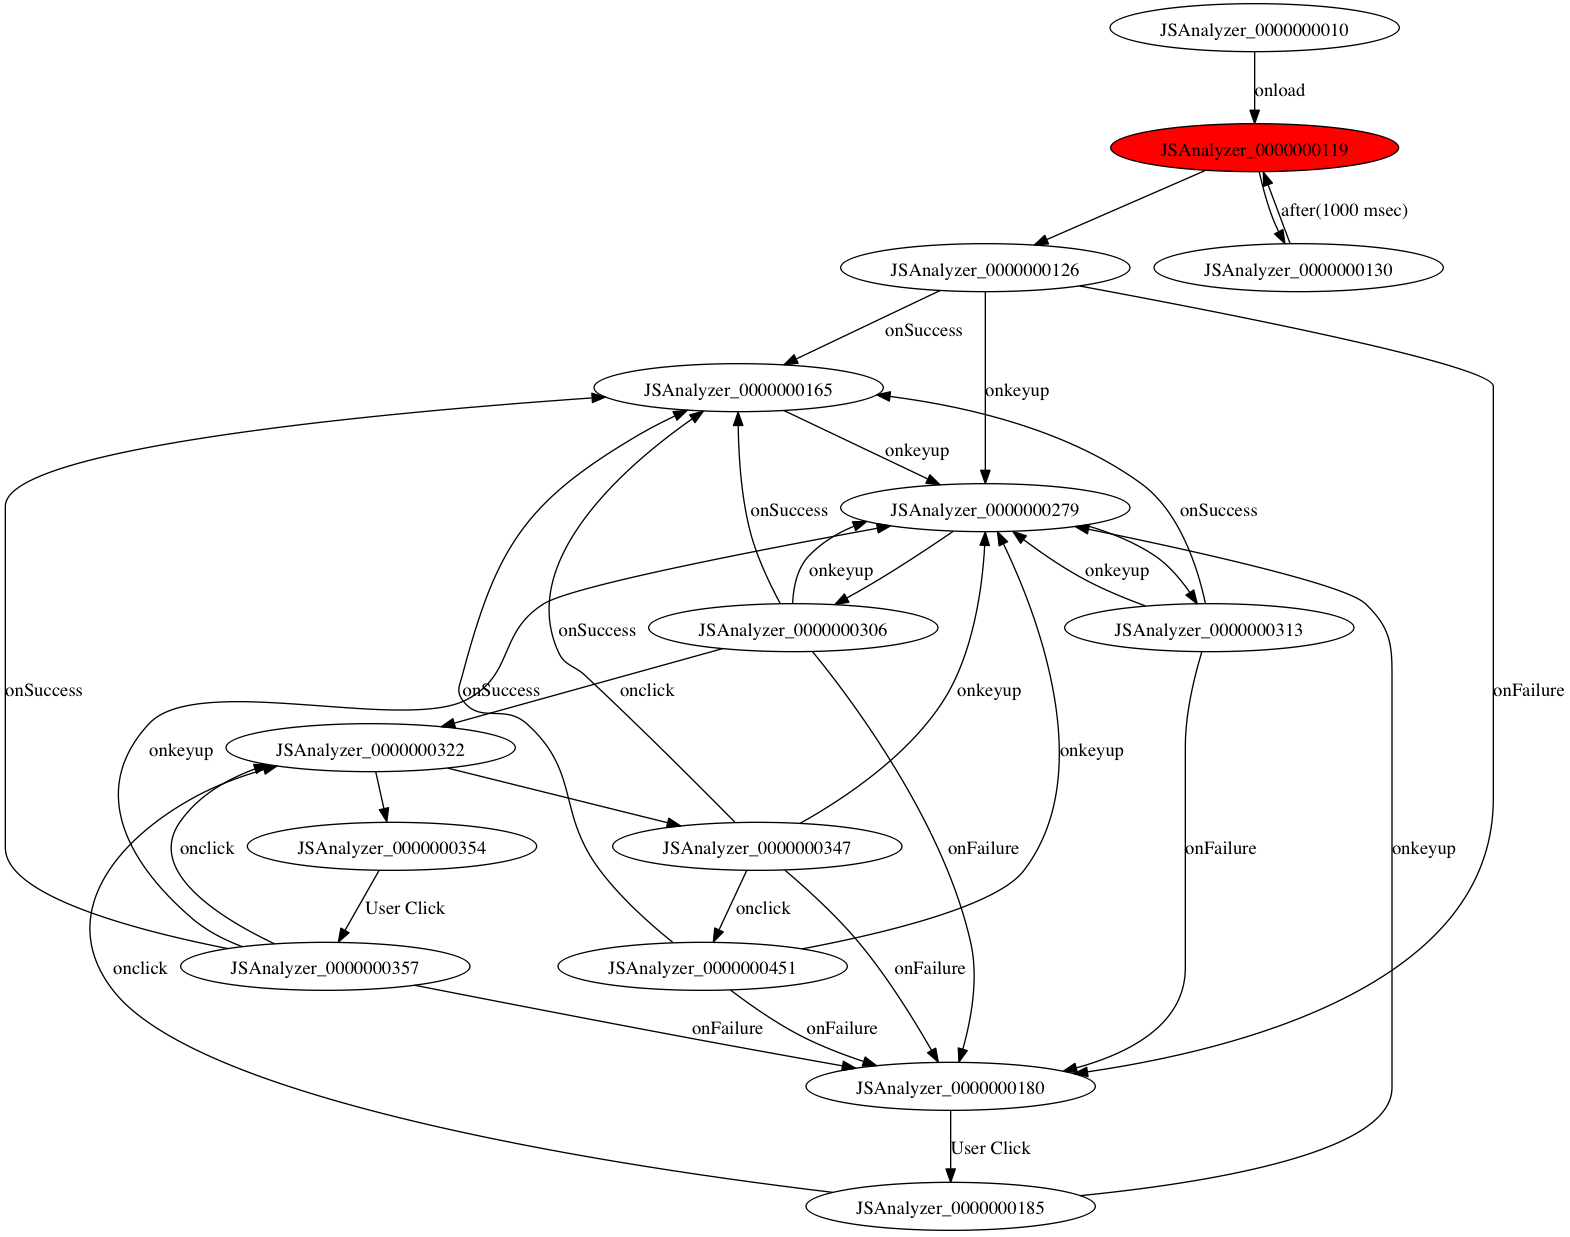 JSAnalyzer_0000000010
onload
JSAnalyzer_0000000119
after(1000 msec)
JSAnalyzer_0000000126
JSAnalyzer_0000000130
onSuccess
JSAnalyzer_0000000165
onkeyup
onkeyup
JSAnalyzer_0000000279
onSuccess
onSuccess
onkeyup
onkeyup
JSAnalyzer_0000000306
JSAnalyzer_0000000313
onSuccess
onSuccess
onSuccess
onclick
onkeyup
onFailure
JSAnalyzer_0000000322
onkeyup
onkeyup
JSAnalyzer_0000000354
JSAnalyzer_0000000347
onclick
onFailure
onFailure
onkeyup
User Click
onclick
JSAnalyzer_0000000357
JSAnalyzer_0000000451
onclick
onFailure
onFailure
onFailure
JSAnalyzer_0000000180
User Click
JSAnalyzer_0000000185